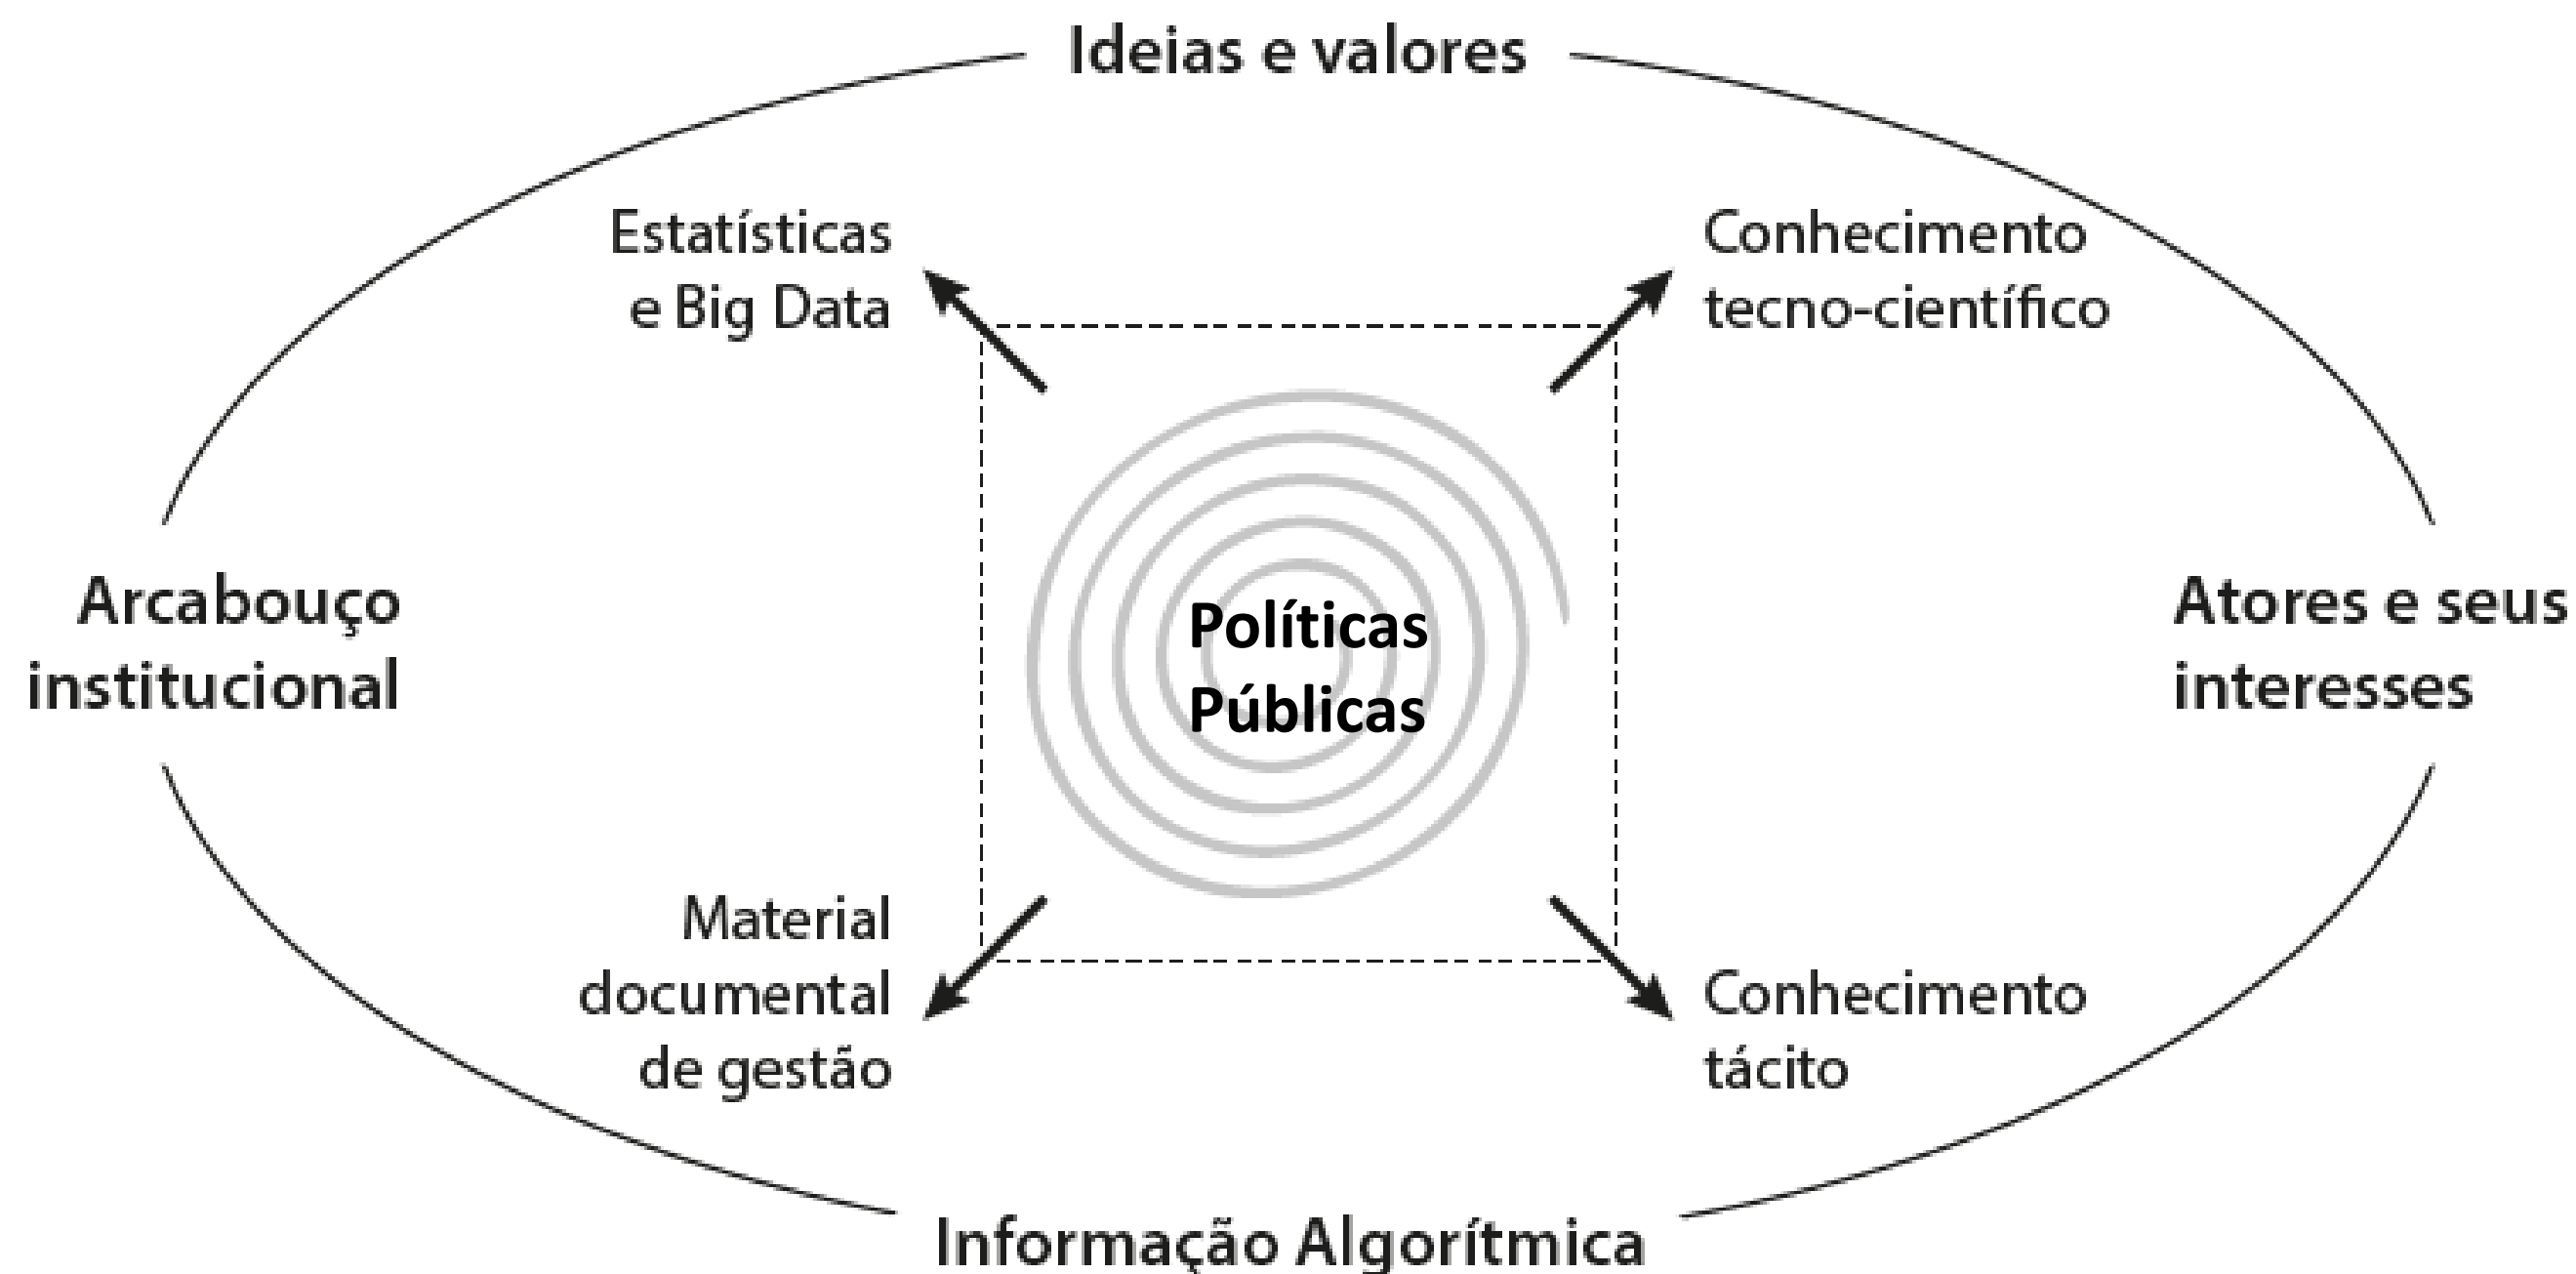 Ideias e valores
Estatísticas
e Big Data
Conhecimento
tecno-científico
Arcabouço
institucional
Políticas
Públicas
Atores e seus
interesses
Material
documental
de gestão
Conhecimento
tácito
Informação Algorítmica